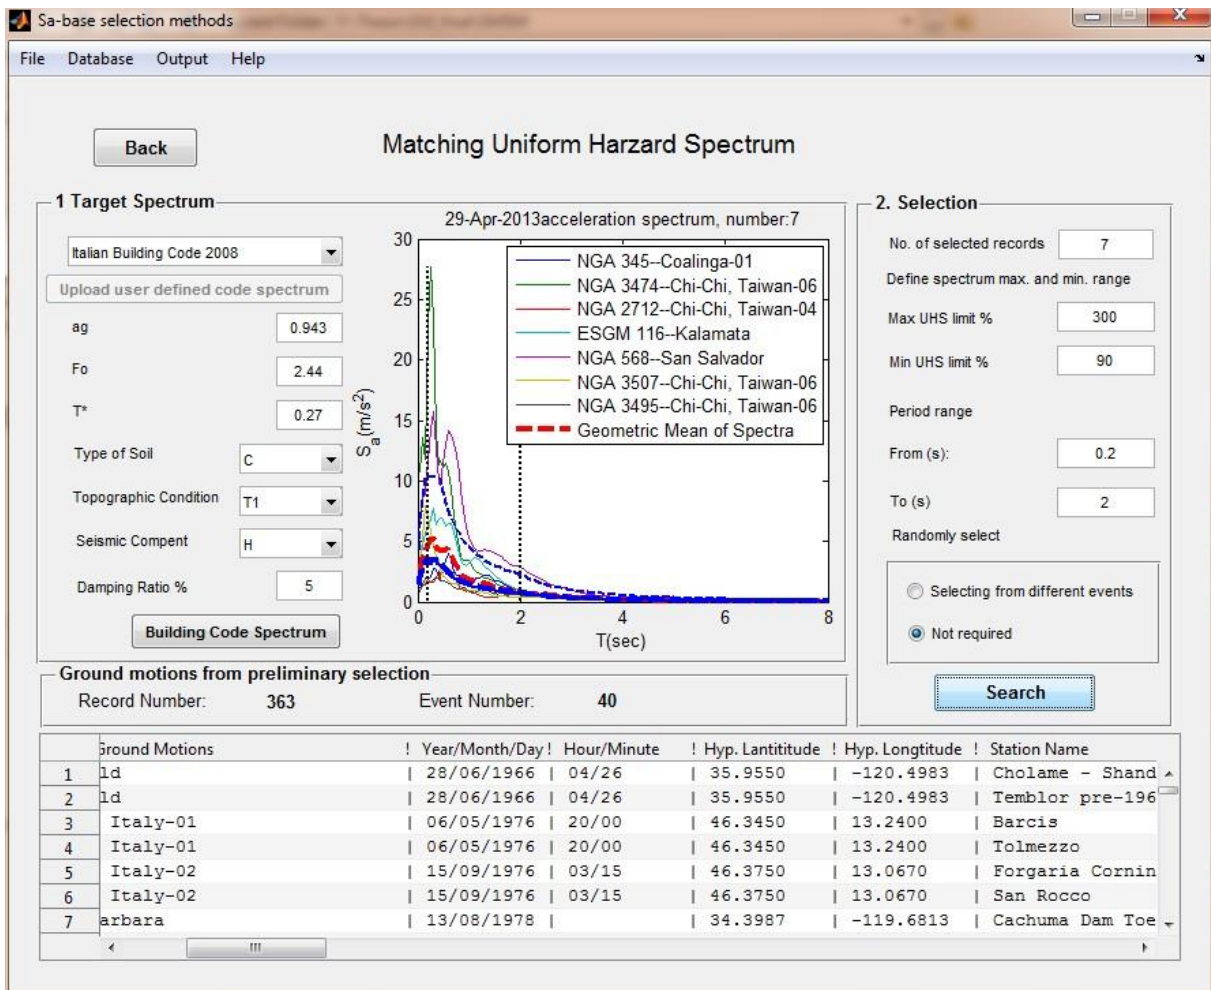 Sa-base selection methods
X
File Database Output Help
Back
Matching Uniform Harzard Spectrum
1 Target Spectrum
Italian Building Code 2008
Upload user defined code spectrum
ag 0.943
Fo 2.44
T* 0.27
Type of Soil C
Topographic Condition T1
Seismic Compent H
Damping Ratio % 5
Building Code Spectrum
29-Apr-2013acceleration spectrum, number:7
30
25
20
15
10
5
0
Sa(m/s2)
NGA 345--Coalinga-01
NGA 3474--Chi-Chi, Taiwan-06
NGA 2712--Chi-Chi, Taiwan-04
ESGM 116--Kalamata
NGA 568--San Salvador
NGA 3507--Chi-Chi, Taiwan-06
NGA 3495--Chi-Chi, Taiwan-06
Geometric Mean of Spectra
0 2 4 6 8
T(sec)
2. Selection
No. of selected records 7
Define spectrum max. and min. range
Max UHS limit % 300
Min UHS limit % 90
Period range
From (s): 0.2
To (s) 2
Randomly select
Selecting from different events
Not required
Search
Ground motions from preliminary selection
Record Number: 363 Event Number: 40
Ground Motions ! Year/Month/Day ! Hour/Minute ! Hyp. Lantititude ! Hyp. Longtitude ! Station Name
1 ld | 28/06/1966 | 04/26 | 35.9550 | -120.4983 | Cholame - Shand
2 ld | 28/06/1966 | 04/26 | 35.9550 | -120.4983 | Temblor pre-196
3 Italy-01 | 06/05/1976 | 20/00 | 46.3450 | 13.2400 | Barcis
4 Italy-01 | 06/05/1976 | 20/00 | 46.3450 | 13.2400 | Tolmezzo
5 Italy-02 | 15/09/1976 | 03/15 | 46.3750 | 13.0670 | Forgaria Cornin
6 Italy-02 | 15/09/1976 | 03/15 | 46.3750 | 13.0670 | San Rocco
7 arbara | 13/08/1978 | | 34.3987 | -119.6813 | Cachuma Dam Toe